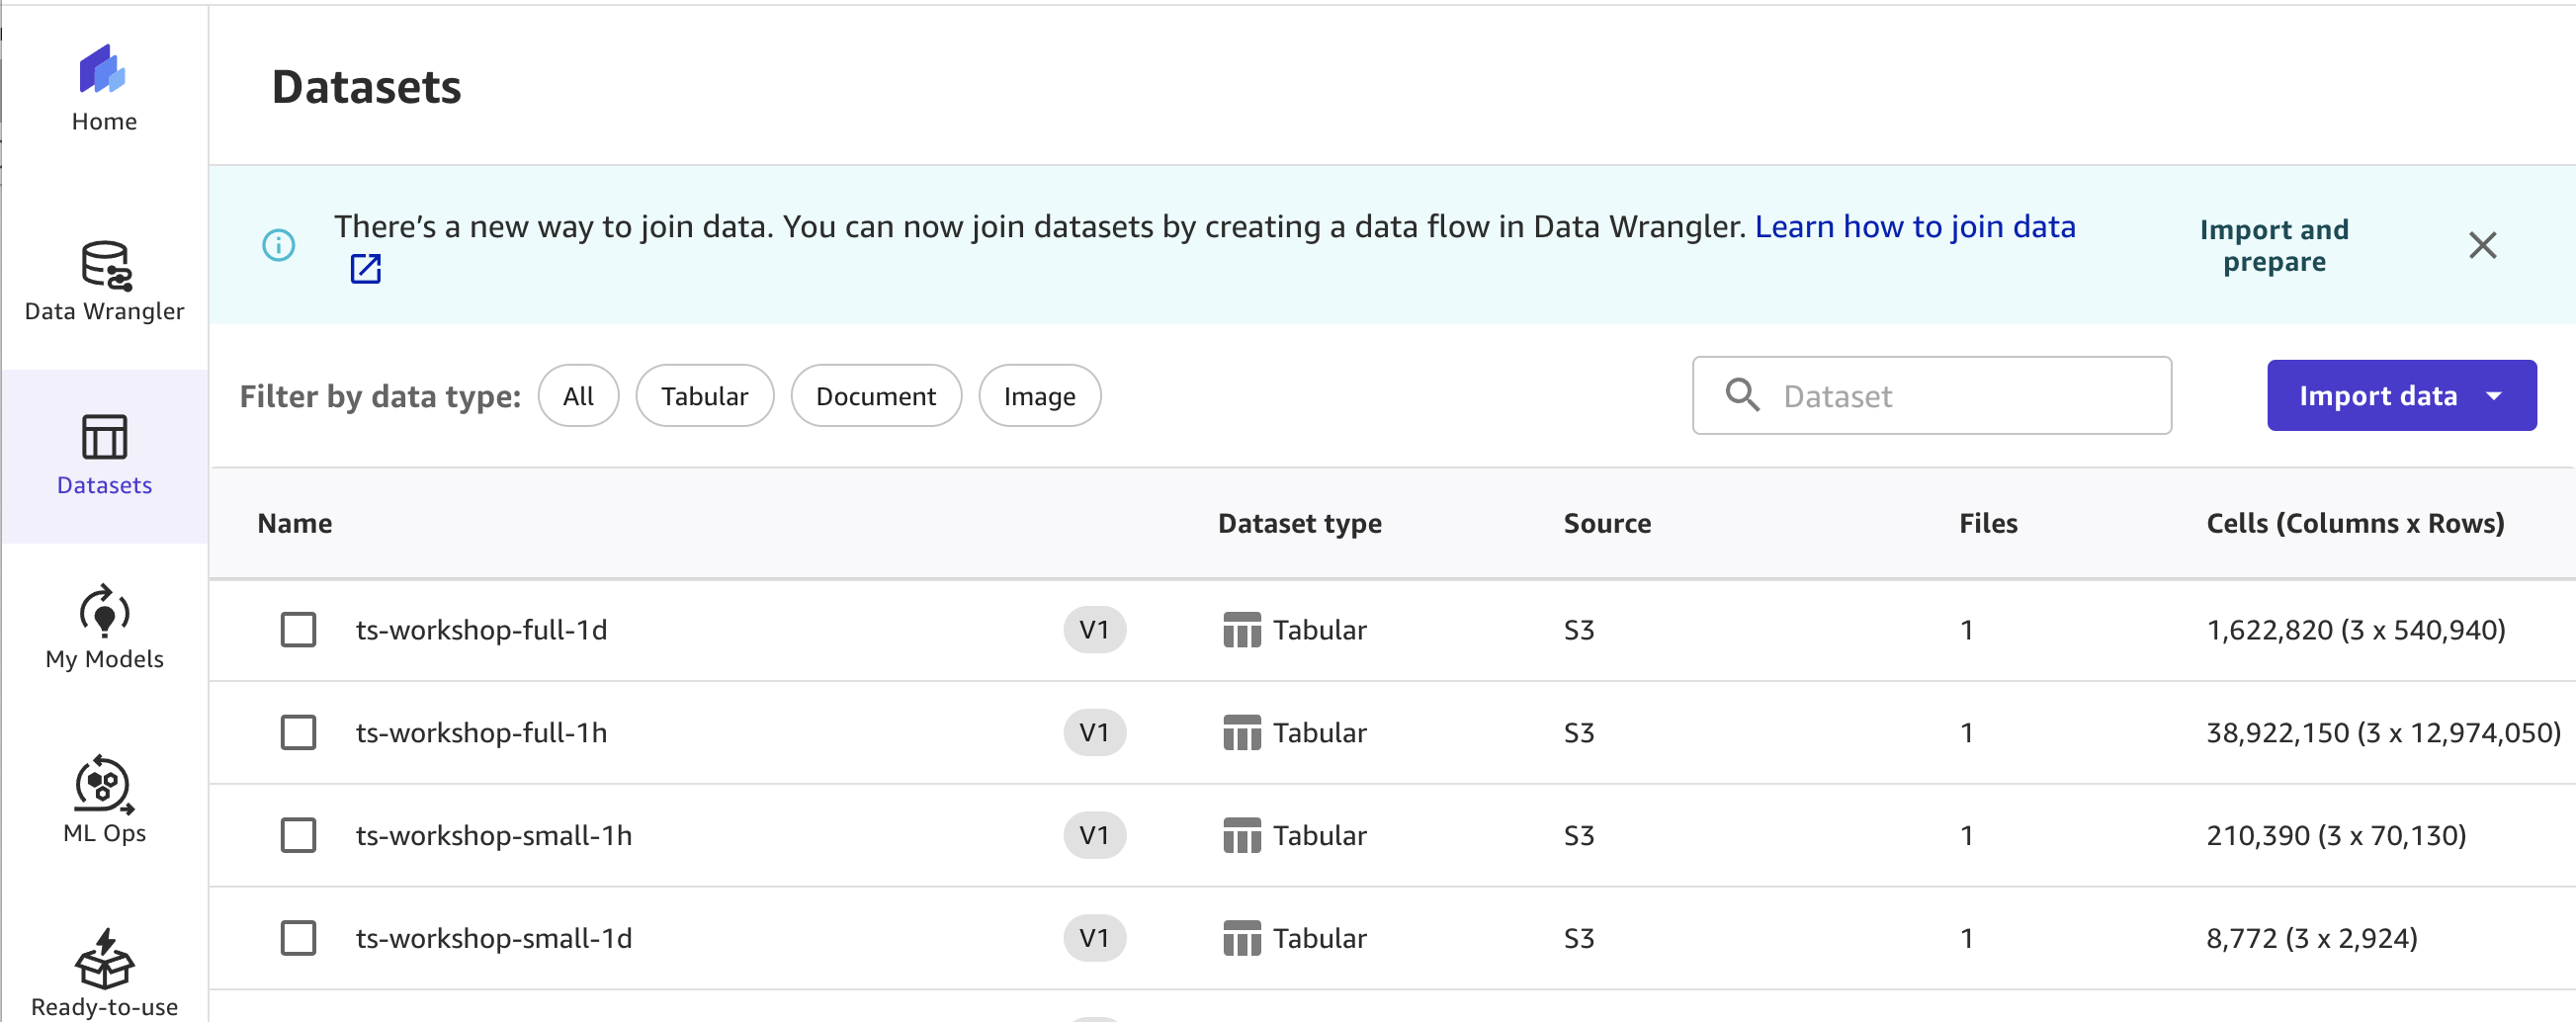 Home
Data Wrangler
Datasets
My Models
ML Ops
Ready-to-use
Datasets
There’s a new way to join data. You can now join datasets by creating a data flow in Data Wrangler. Learn how to join data
Import and
prepare
Filter by data type: All Tabular Document Image
Dataset
Import data
Name Dataset type Source Files Cells (Columns x Rows)
ts-workshop-full-1d V1 Tabular S3 1 1,622,820 (3 x 540,940)
ts-workshop-full-1h V1 Tabular S3 1 38,922,150 (3 x 12,974,050)
ts-workshop-small-1h V1 Tabular S3 1 210,390 (3 x 70,130)
ts-workshop-small-1d V1 Tabular S3 1 8,772 (3 x 2,924)